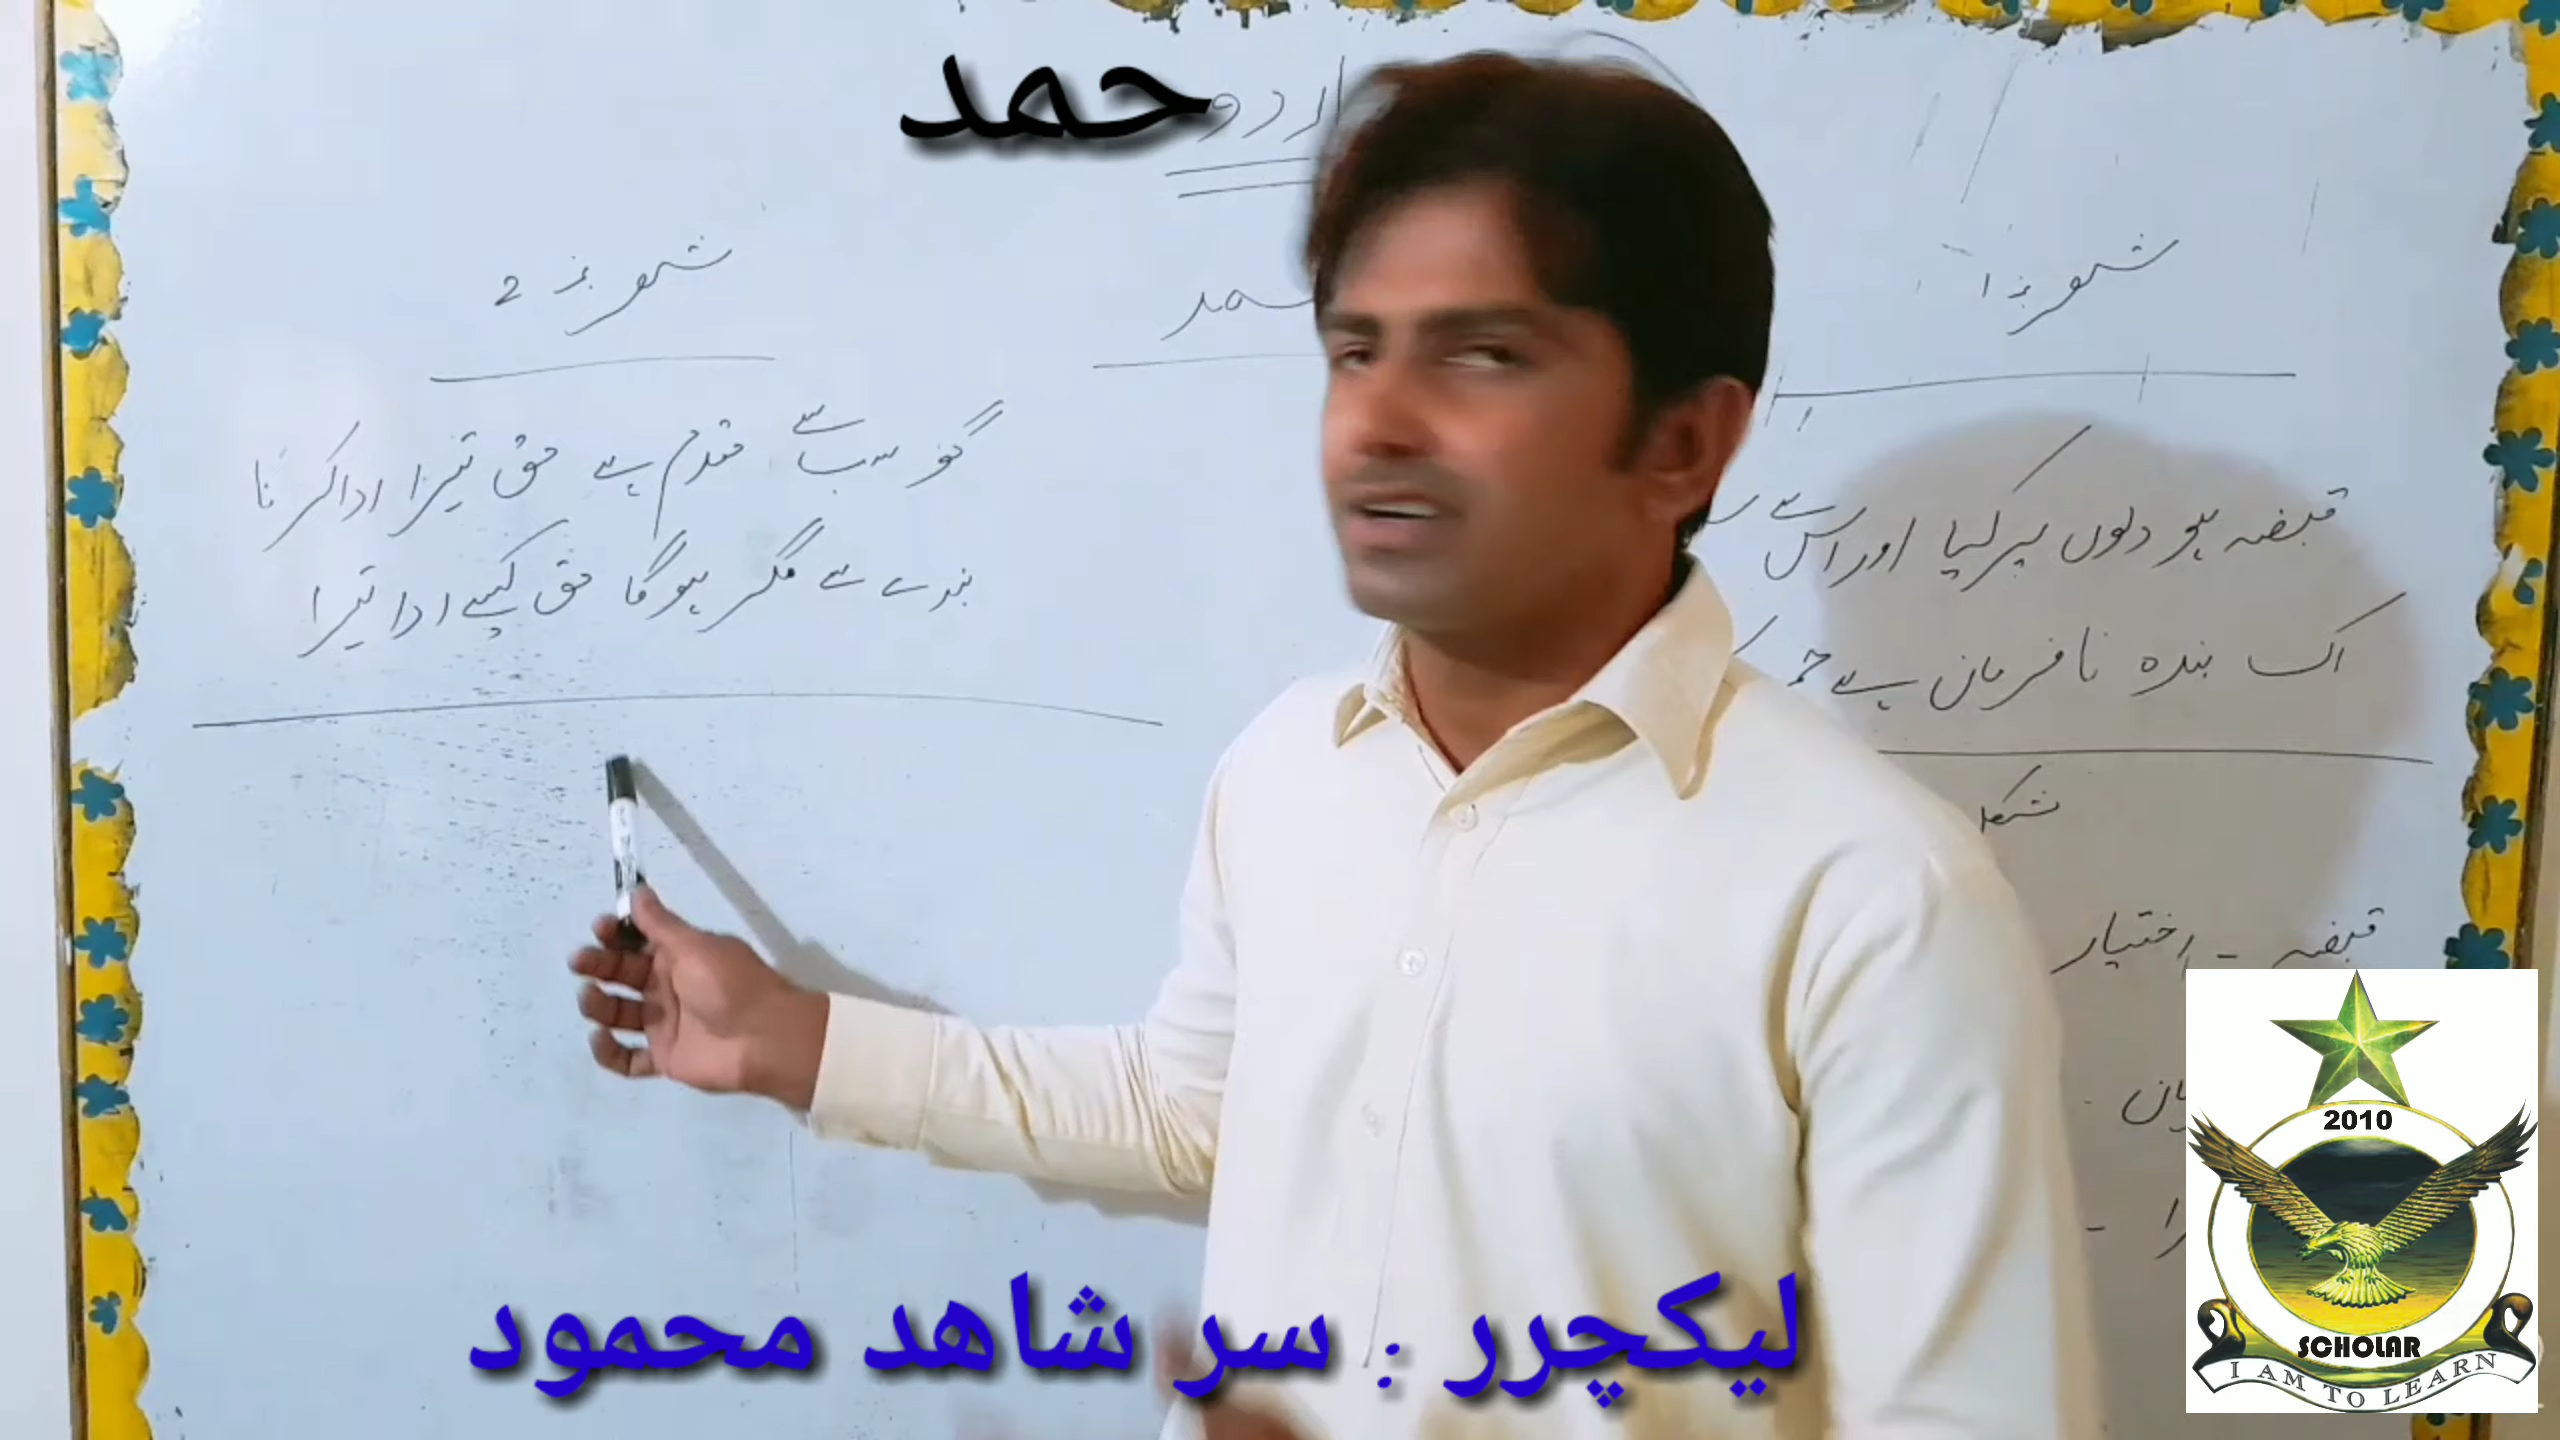 حمد
اردو
شعر نمبر 1
قبضہ ہو دلوں پر کیا اور اس سے
اک بندہ نافرمان ہے
قبضہ - اختیار
شعر نمبر 2
گو سب سے مقدم ہے حق تیرا ادا کرنا
بندے سے مگر ہوگا حق کیسے ادا تیرا
لیکچرر : سر شاھد محمود
2010
SCHOLAR
I AM TO LEARN